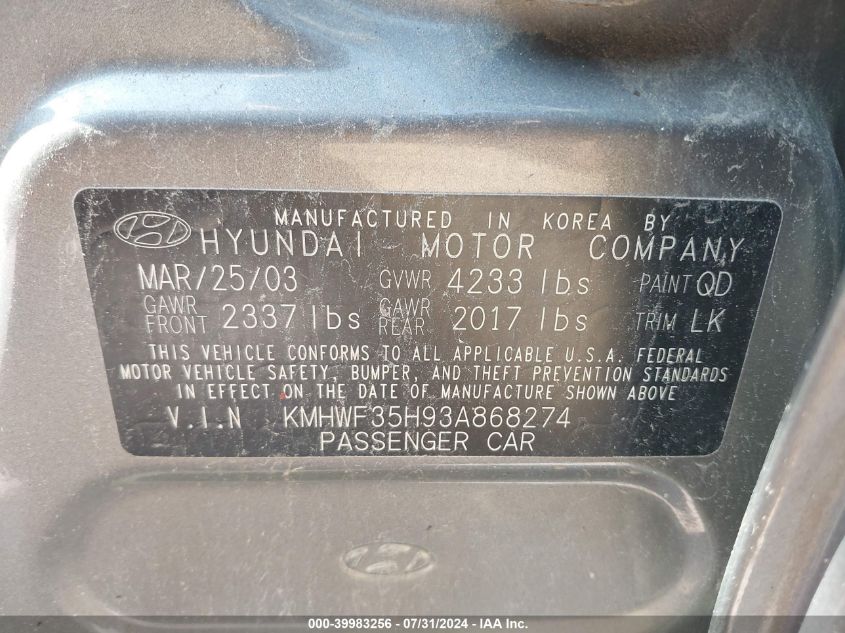 MANUFACTURED IN KOREA BY
HYUNDAI MOTOR COMPANY
MAR/25/03 GVWR 4233 lbs PAINT QD
GAWR FRONT 2337 lbs GAWR REAR 2017 lbs TRIM LK
THIS VEHICLE CONFORMS TO ALL APPLICABLE U.S.A. FEDERAL
MOTOR VEHICLE SAFETY, BUMPER, AND THEFT PREVENTION STANDARDS
IN EFFECT ON THE DATE OF MANUFACTURE SHOWN ABOVE
V.I.N KMHWF35H93A868274
PASSENGER CAR
000-39983256 - 07/31/2024 - IAA Inc.